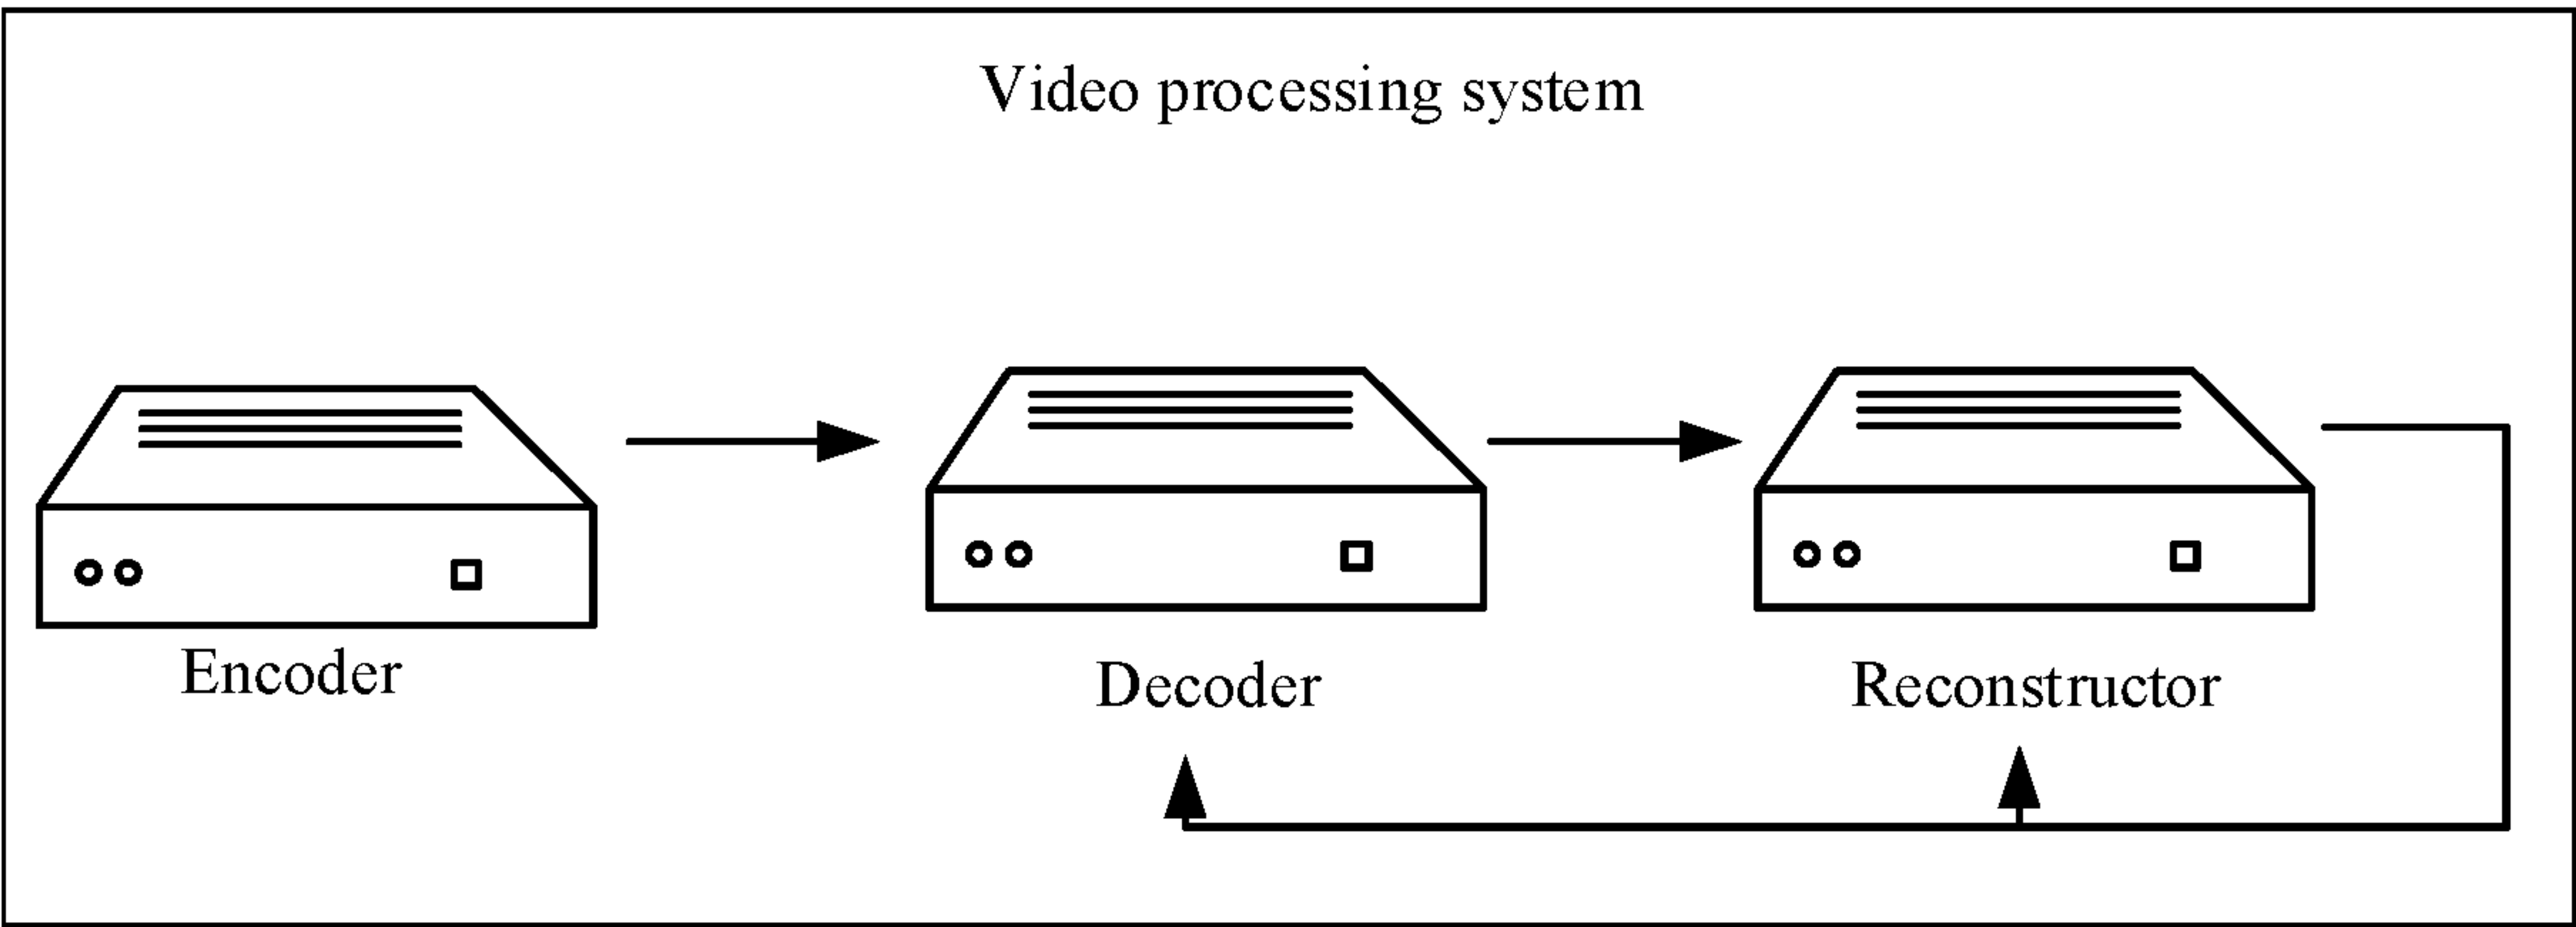 Video processing system
Encoder
Decoder
Reconstructor